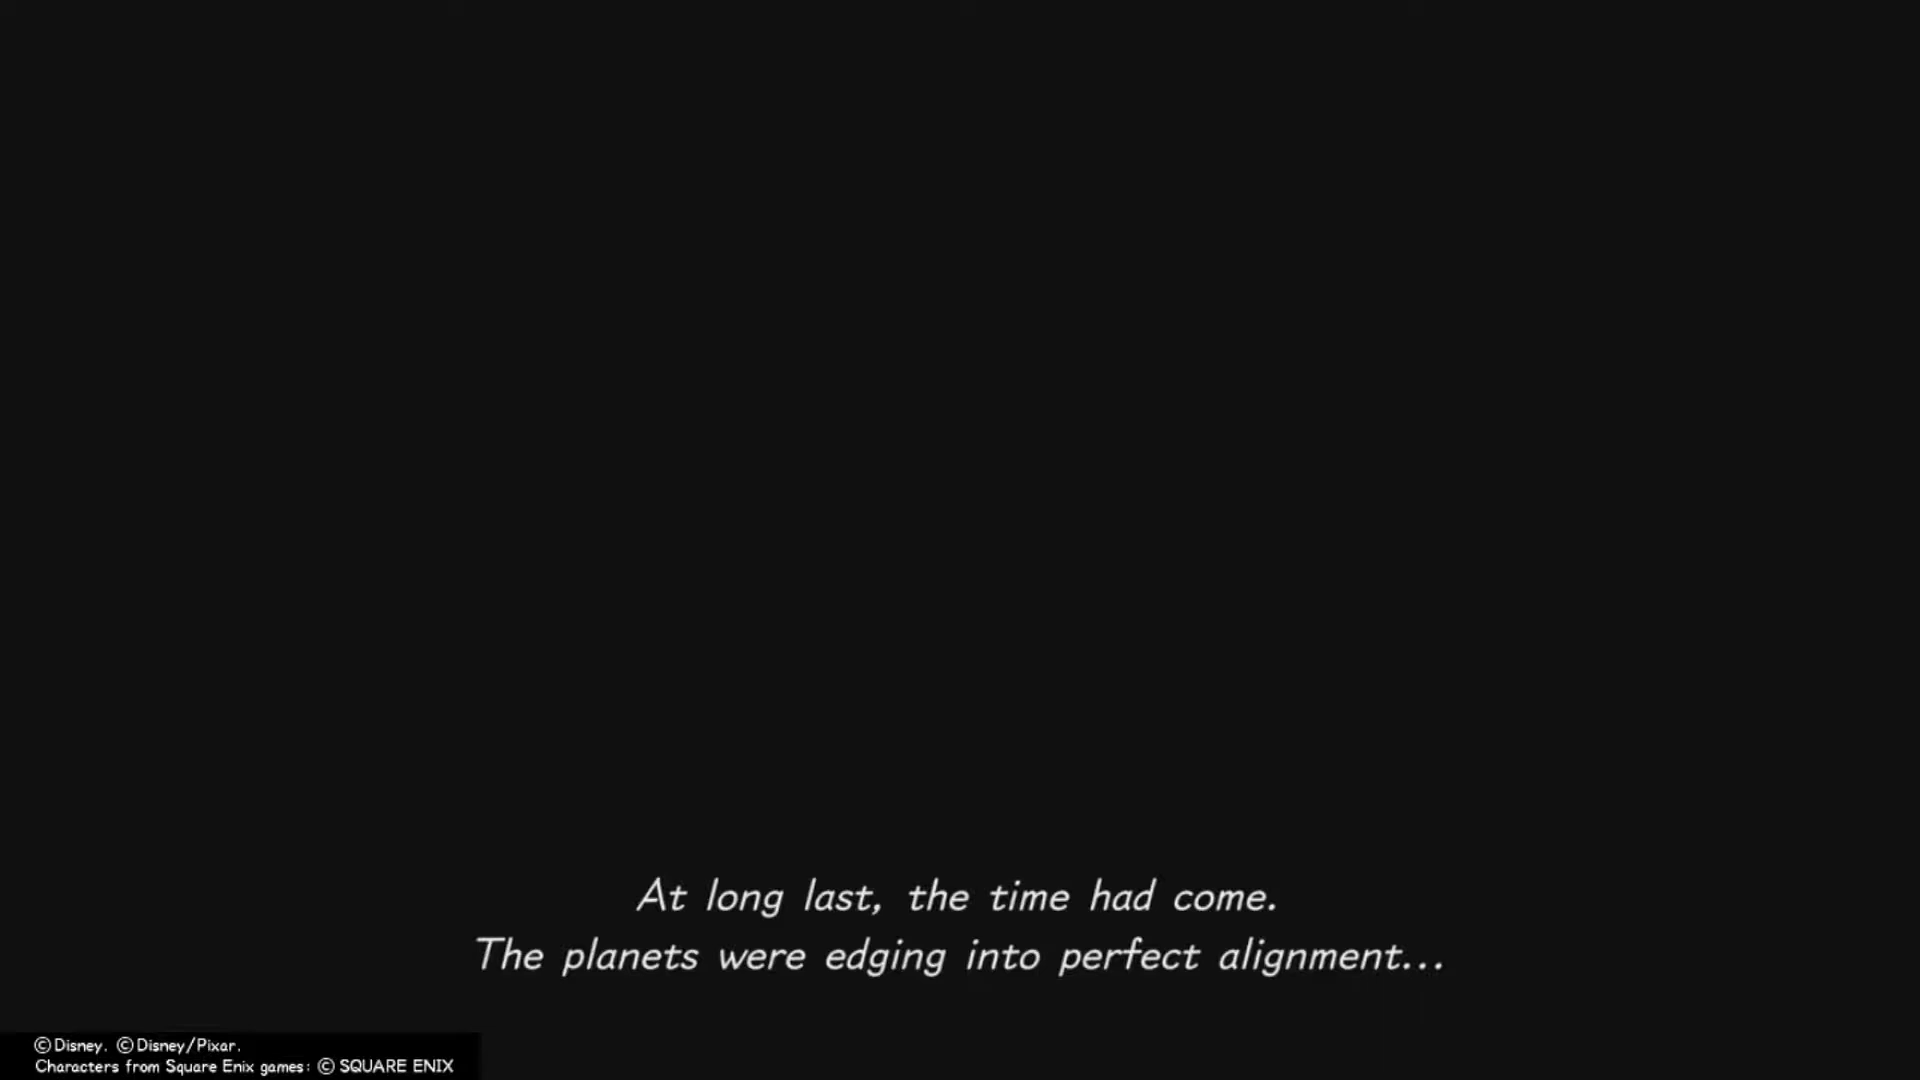 At long last, the time had come.
The planets were edging into perfect alignment...
©Disney. ©Disney/Pixar.
Characters from Square Enix games: © SQUARE ENIX